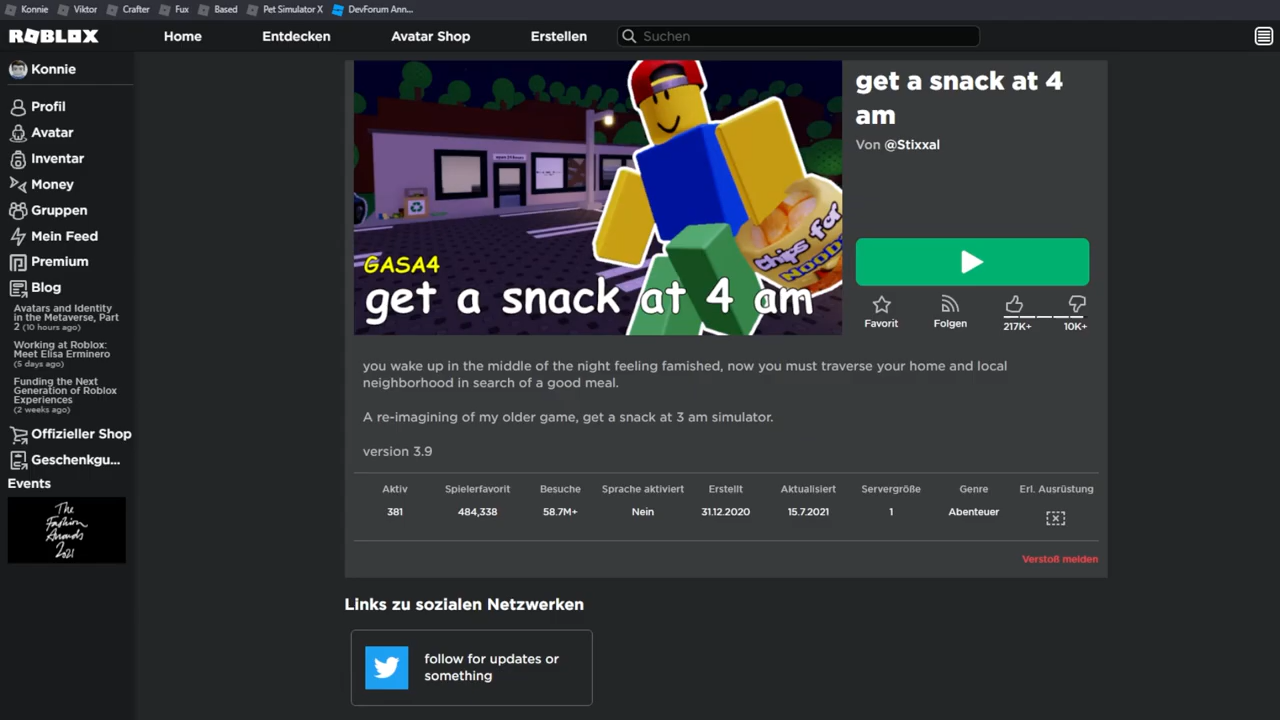 Konnie
Viktor
Crafter
Fux
Based
Pet Simulator X
DevForum Ann...
ROBLOX
Home
Entdecken
Avatar Shop
Erstellen
Suchen
Konnie
Profil
Avatar
Inventar
Money
Gruppen
Mein Feed
Premium
Blog
Avatars and Identity
in the Metaverse, Part
2 (10 hours ago)
Working at Roblox:
Meet Elisa Erminero
(5 days ago)
Funding the Next
Generation of Roblox
Experiences
(2 weeks ago)
Offizieller Shop
Geschenkgu...
Events
The
Fashion
Awards
2021
GASA4
get a snack at 4 am
chips for
NOOB
get a snack at 4
am
Von @Stixxal
Favorit
Folgen
217K+
10K+
you wake up in the middle of the night feeling famished, now you must traverse your home and local
neighborhood in search of a good meal.
A re-imagining of my older game, get a snack at 3 am simulator.
version 3.9
Aktiv
Spielerfavorit
Besuche
Sprache aktiviert
Erstellt
Aktualisiert
Servergröße
Genre
Erl. Ausrüstung
381
484,338
58.7M+
Nein
31.12.2020
15.7.2021
1
Abenteuer
Verstoß melden
Links zu sozialen Netzwerken
follow for updates or
something